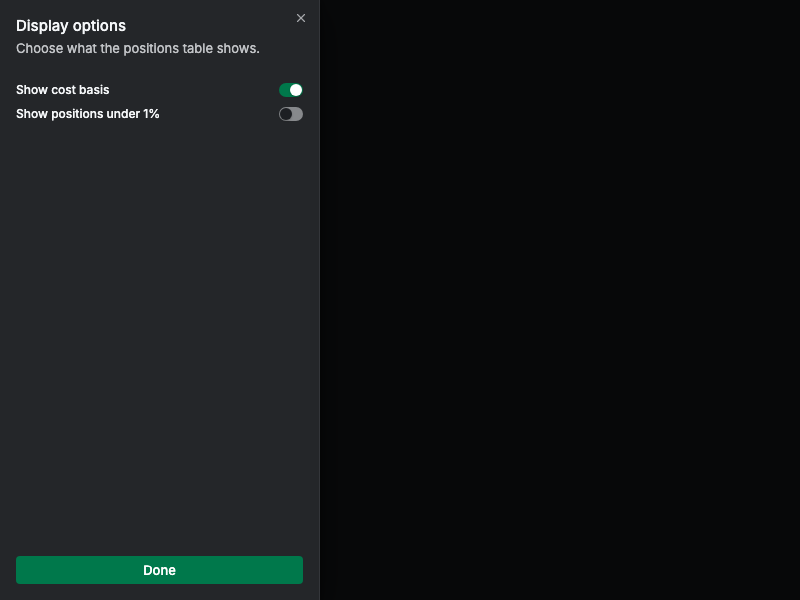 Display options
Choose what the positions table shows.
Show cost basis
Show positions under 1%
Done